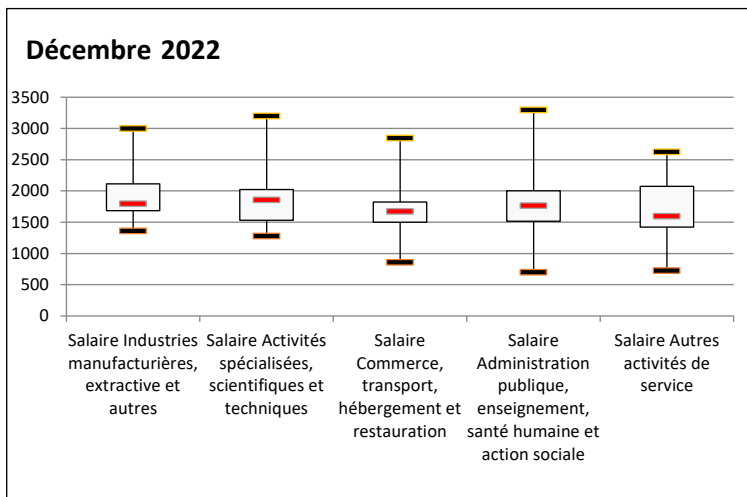 Décembre 2022
3500
3000
2500
2000
1500
1000
500
0
Salaire Industries
manufacturières,
extractive et
autres
Salaire Activités
spécialisées,
scientifiques et
techniques
Salaire
Commerce,
transport,
hébergement et
restauration
Salaire
Administration
publique,
enseignement,
santé humaine et
action sociale
Salaire Autres
activités de
service